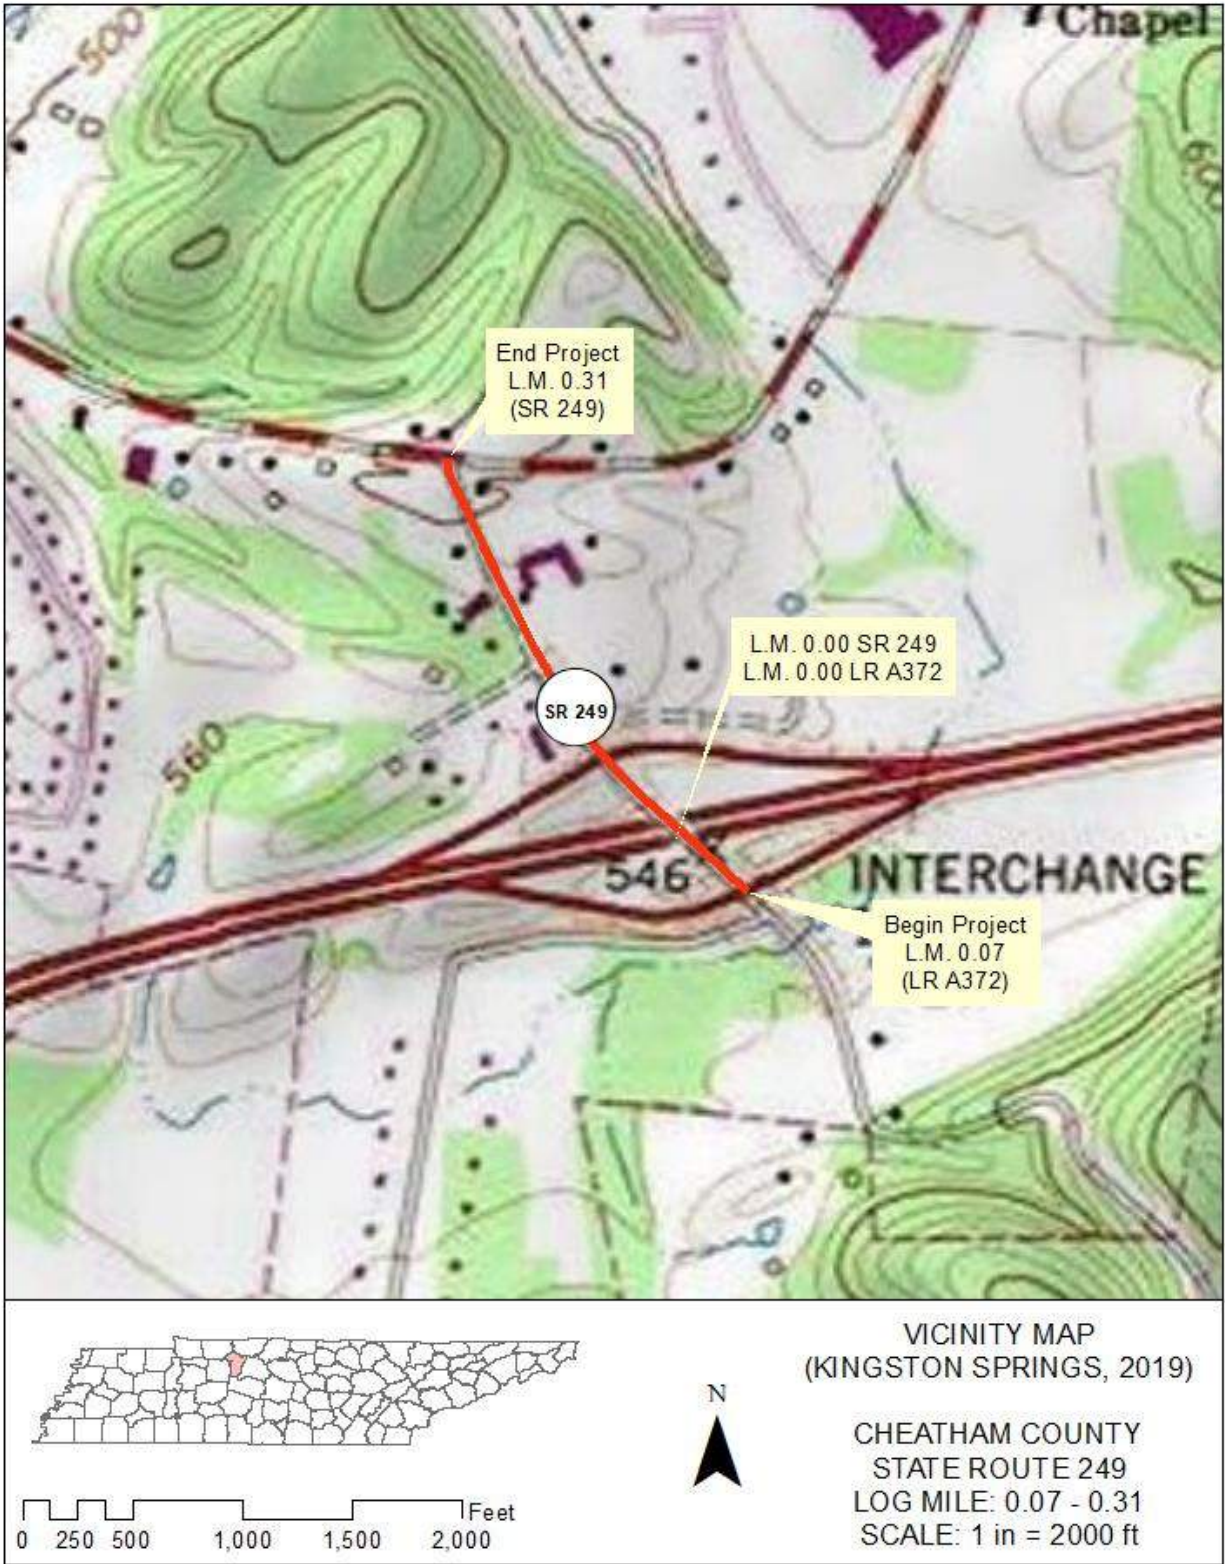 500
Chapel
600
End Project
L.M. 0.31
(SR 249)
L.M. 0.00 SR 249
L.M. 0.00 LR A372
SR 249
560
546
INTERCHANGE
Begin Project
L.M. 0.07
(LR A372)
VICINITY MAP
(KINGSTON SPRINGS, 2019)
N
CHEATHAM COUNTY
STATE ROUTE 249
LOG MILE: 0.07 - 0.31
SCALE: 1 in = 2000 ft
Feet
0 250 500 1,000 1,500 2,000